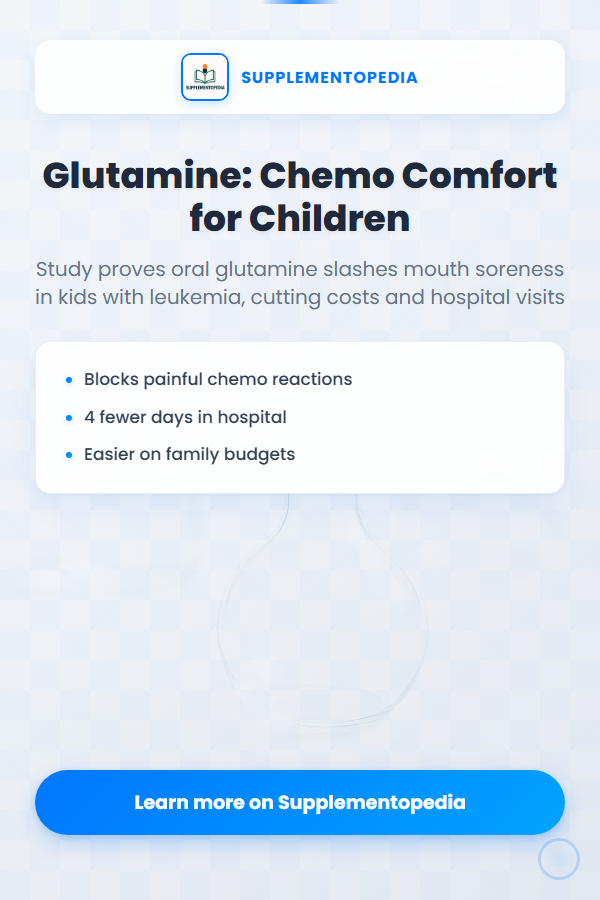 SUPPLEMENTOPEDIA
SUPPLEMENTOPEDIA
Glutamine: Chemo Comfort
for Children
Study proves oral glutamine slashes mouth soreness
in kids with leukemia, cutting costs and hospital visits
Blocks painful chemo reactions
4 fewer days in hospital
Easier on family budgets
Learn more on Supplementopedia